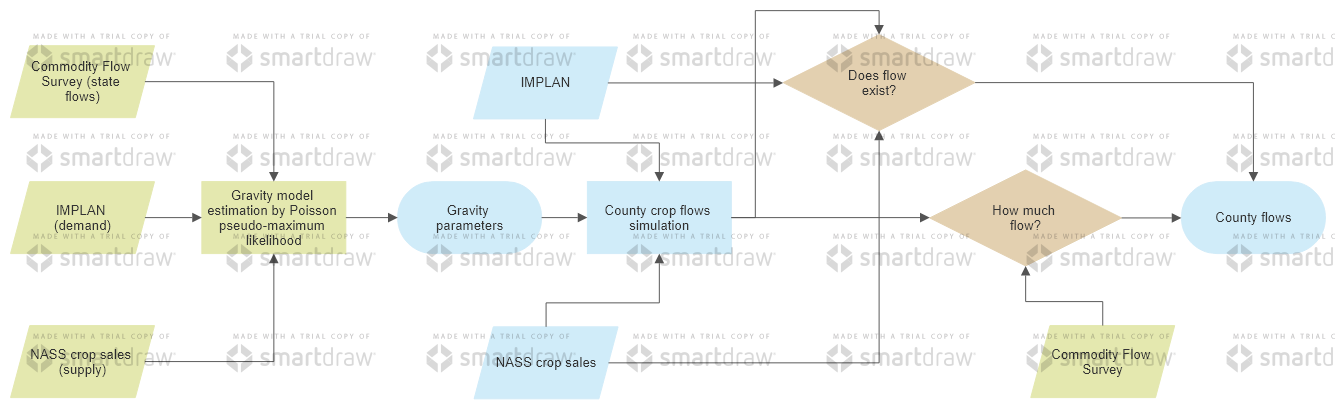 Commodity Flow
Survey (state
flows)
IMPLAN
Does flow
exist?
IMPLAN
(demand)
Gravity model
estimation by Poisson
pseudo-maximum
likelihood
Gravity
parameters
County crop flows
simulation
How much
flow?
County flows
NASS crop sales
(supply)
NASS crop sales
Commodity Flow
Survey
MADE WITH A TRIAL COPY OF
smartdraw